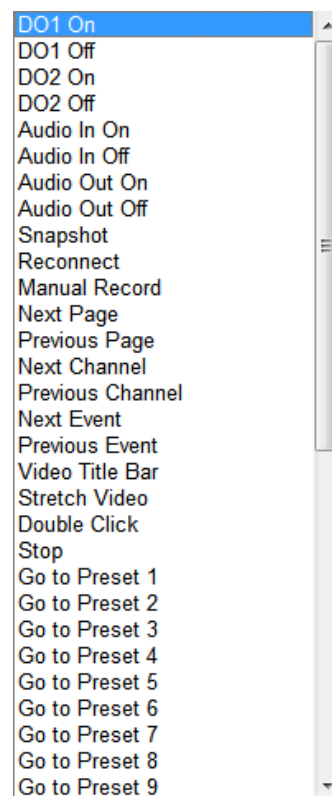 DO1 On
DO1 Off
DO2 On
DO2 Off
Audio In On
Audio In Off
Audio Out On
Audio Out Off
Snapshot
Reconnect
Manual Record
Next Page
Previous Page
Next Channel
Previous Channel
Next Event
Previous Event
Video Title Bar
Stretch Video
Double Click
Stop
Go to Preset 1
Go to Preset 2
Go to Preset 3
Go to Preset 4
Go to Preset 5
Go to Preset 6
Go to Preset 7
Go to Preset 8
Go to Preset 9